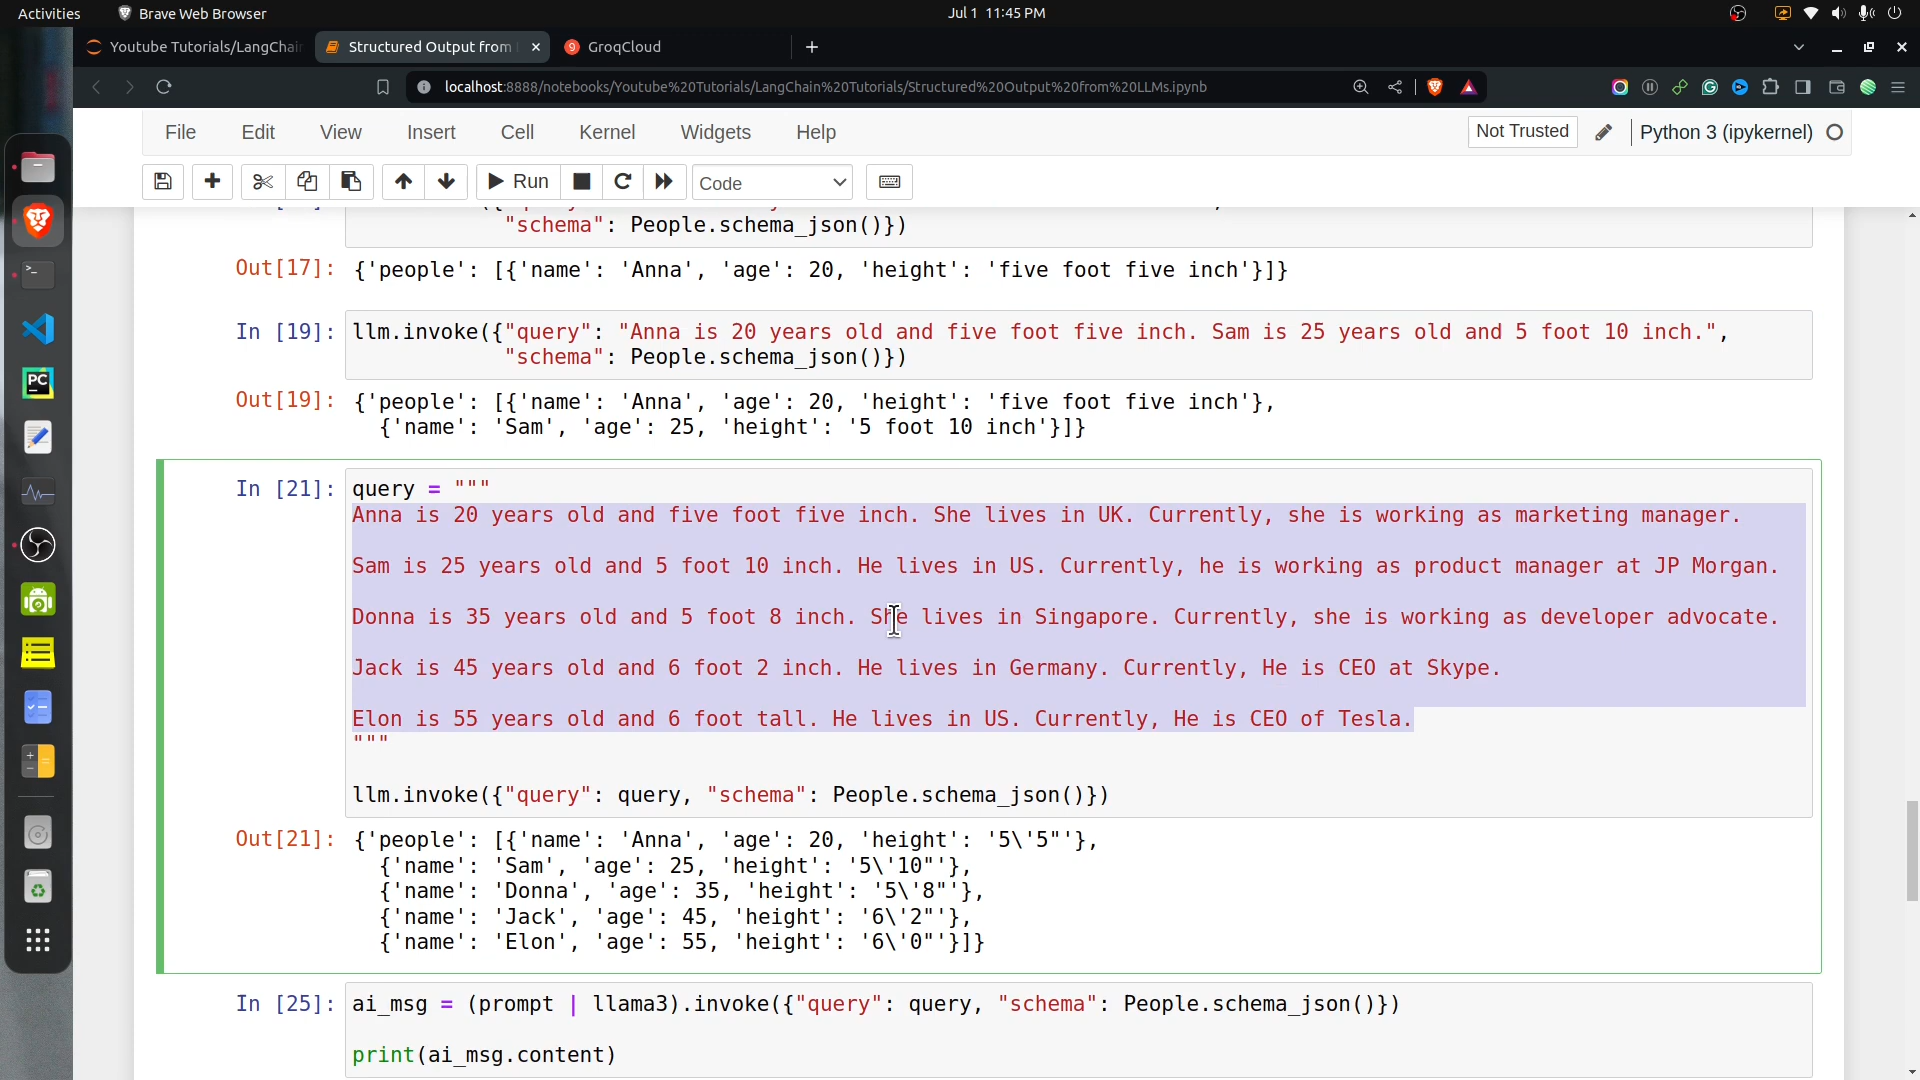 Activities
Brave Web Browser
Jul 1 11:45 PM
Youtube Tutorials/LangChai
Structured Output from
GroqCloud
localhost:8888/notebooks/Youtube%20Tutorials/LangChain%20Tutorials/Structured%20Output%20from%20LLMs.ipynb
File Edit View Insert Cell Kernel Widgets Help
Not Trusted
Python 3 (ipykernel)
Run
Code
"schema": People.schema_json()})
Out[17]: {'people': [{'name': 'Anna', 'age': 20, 'height': 'five foot five inch'}]}
In [19]: llm.invoke({"query": "Anna is 20 years old and five foot five inch. Sam is 25 years old and 5 foot 10 inch.",
"schema": People.schema_json()})
Out[19]: {'people': [{'name': 'Anna', 'age': 20, 'height': 'five foot five inch'},
{'name': 'Sam', 'age': 25, 'height': '5 foot 10 inch'}]}
In [21]: query = """
Anna is 20 years old and five foot five inch. She lives in UK. Currently, she is working as marketing manager.
Sam is 25 years old and 5 foot 10 inch. He lives in US. Currently, he is working as product manager at JP Morgan.
Donna is 35 years old and 5 foot 8 inch. She lives in Singapore. Currently, she is working as developer advocate.
Jack is 45 years old and 6 foot 2 inch. He lives in Germany. Currently, He is CEO at Skype.
Elon is 55 years old and 6 foot tall. He lives in US. Currently, He is CEO of Tesla.
"""
llm.invoke({"query": query, "schema": People.schema_json()})
Out[21]: {'people': [{'name': 'Anna', 'age': 20, 'height': '5\'5"'},
{'name': 'Sam', 'age': 25, 'height': '5\'10"'},
{'name': 'Donna', 'age': 35, 'height': '5\'8"'},
{'name': 'Jack', 'age': 45, 'height': '6\'2"'},
{'name': 'Elon', 'age': 55, 'height': '6\'0"'}]}
In [25]: ai_msg = (prompt | llama3).invoke({"query": query, "schema": People.schema_json()})
print(ai_msg.content)